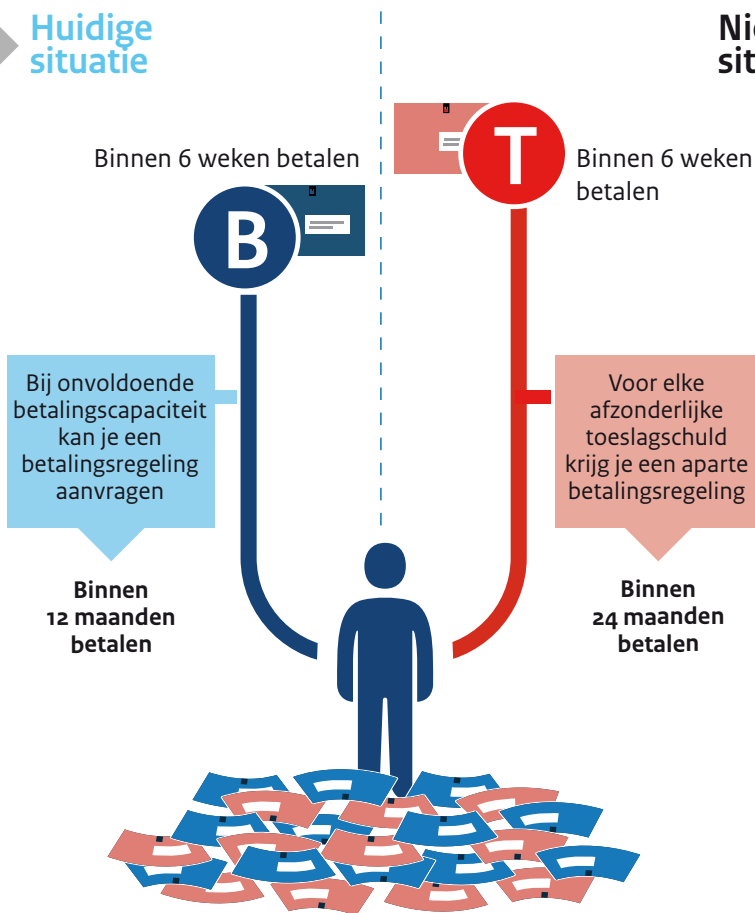 Huidige
situatie
Binnen 6 weken betalen
B
T
Binnen 6 weken
betalen
Bij onvoldoende
betalingscapaciteit
kan je een
betalingsregeling
aanvragen
Binnen
12 maanden
betalen
Voor elke
afzonderlijke
toeslagschuld
krijg je een aparte
betalingsregeling
Binnen
24 maanden
betalen